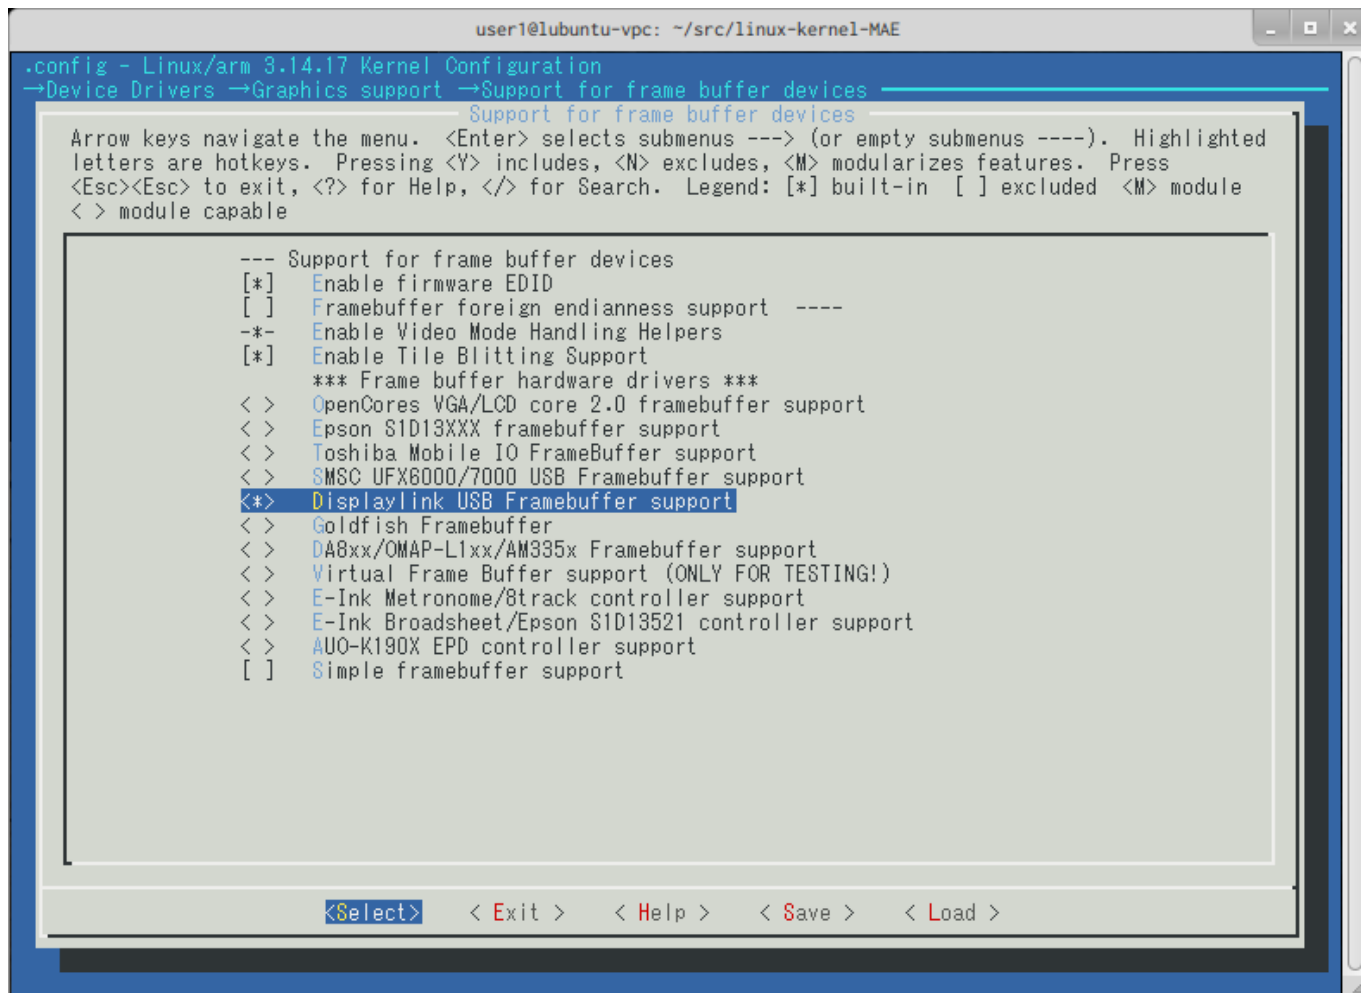 user1@lubuntu-vpc: ~/src/linux-kernel-MAE
.config - Linux/arm 3.14.17 Kernel Configuration
→Device Drivers →Graphics support →Support for frame buffer devices
Support for frame buffer devices
Arrow keys navigate the menu.  <Enter> selects submenus ---> (or empty submenus ----).  Highlighted
letters are hotkeys.  Pressing <Y> includes, <N> excludes, <M> modularizes features.  Press
<Esc><Esc> to exit, <?> for Help, </> for Search.  Legend: [*] built-in  [ ] excluded  <M> module
< > module capable
--- Support for frame buffer devices
[*]   Enable firmware EDID
[ ]   Framebuffer foreign endianness support  ----
-*-   Enable Video Mode Handling Helpers
[*]   Enable Tile Blitting Support
*** Frame buffer hardware drivers ***
< >   OpenCores VGA/LCD core 2.0 framebuffer support
< >   Epson S1D13XXX framebuffer support
< >   Toshiba Mobile IO FrameBuffer support
< >   SMSC UFX6000/7000 USB Framebuffer support
<*>   Displaylink USB Framebuffer support
< >   Goldfish Framebuffer
< >   DA8xx/OMAP-L1xx/AM335x Framebuffer support
< >   Virtual Frame Buffer support (ONLY FOR TESTING!)
< >   E-Ink Metronome/8track controller support
< >   E-Ink Broadsheet/Epson S1D13521 controller support
< >   AUO-K190X EPD controller support
[ ]   Simple framebuffer support
<Select>    < Exit >    < Help >    < Save >    < Load >